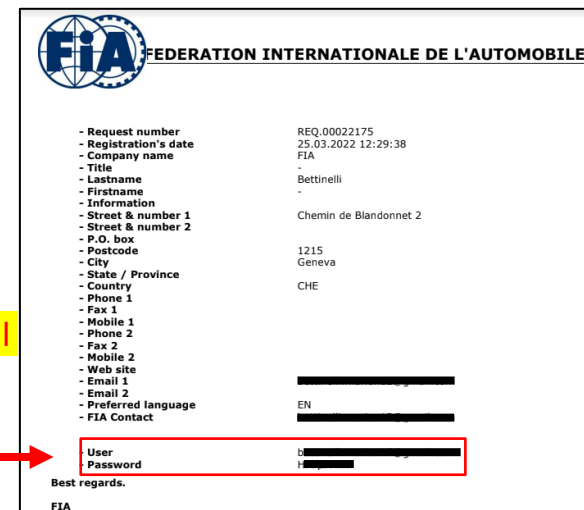 FIA FEDERATION INTERNATIONALE DE L'AUTOMOBILE
- Request number REQ.00022175
- Registration's date 25.03.2022 12:29:38
- Company name FIA
- Title -
- Lastname Bettinelli
- Firstname -
- Information
- Street & number 1 Chemin de Blandonnet 2
- Street & number 2
- P.O. box
- Postcode 1215
- City Geneva
- State / Province
- Country CHE
- Phone 1
- Fax 1
- Mobile 1
- Phone 2
- Fax 2
- Mobile 2
- Web site
- Email 1
- Email 2
- Preferred language EN
- FIA Contact
- User b
- Password H
Best regards.
FIA
l